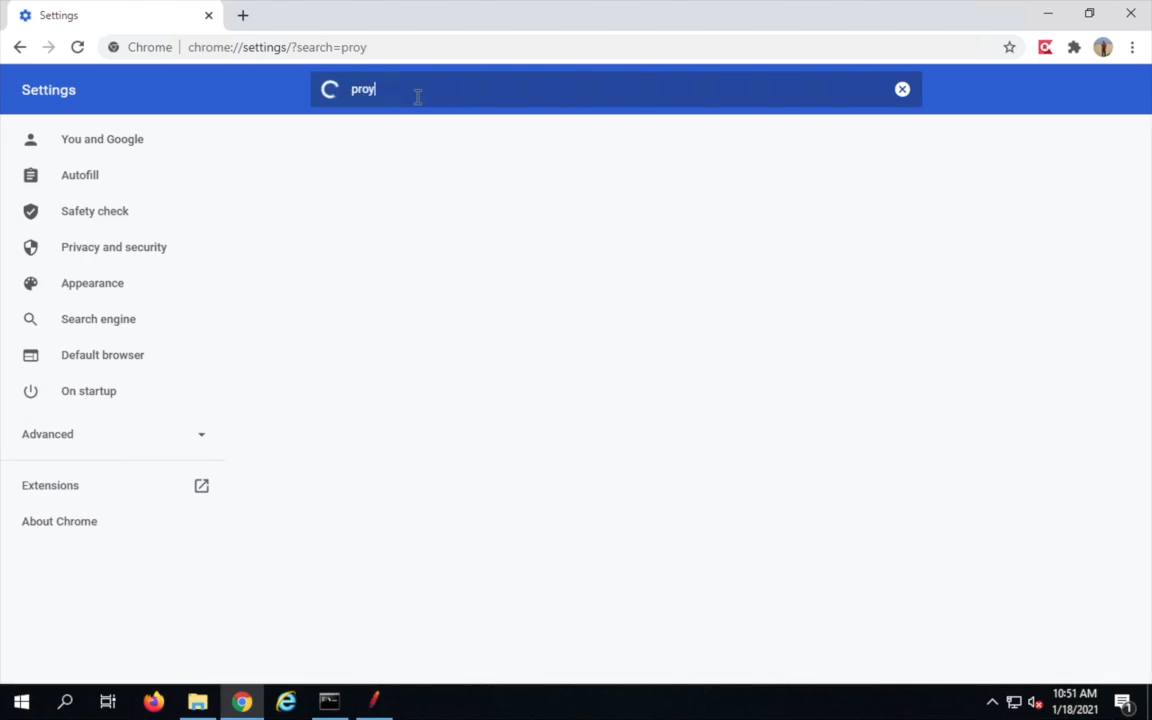 Settings
Chrome
chrome://settings/?search=proy
Settings
proy
You and Google
Autofill
Safety check
Privacy and security
Appearance
Search engine
Default browser
On startup
Advanced
Extensions
About Chrome
10:51 AM
1/18/2021
1